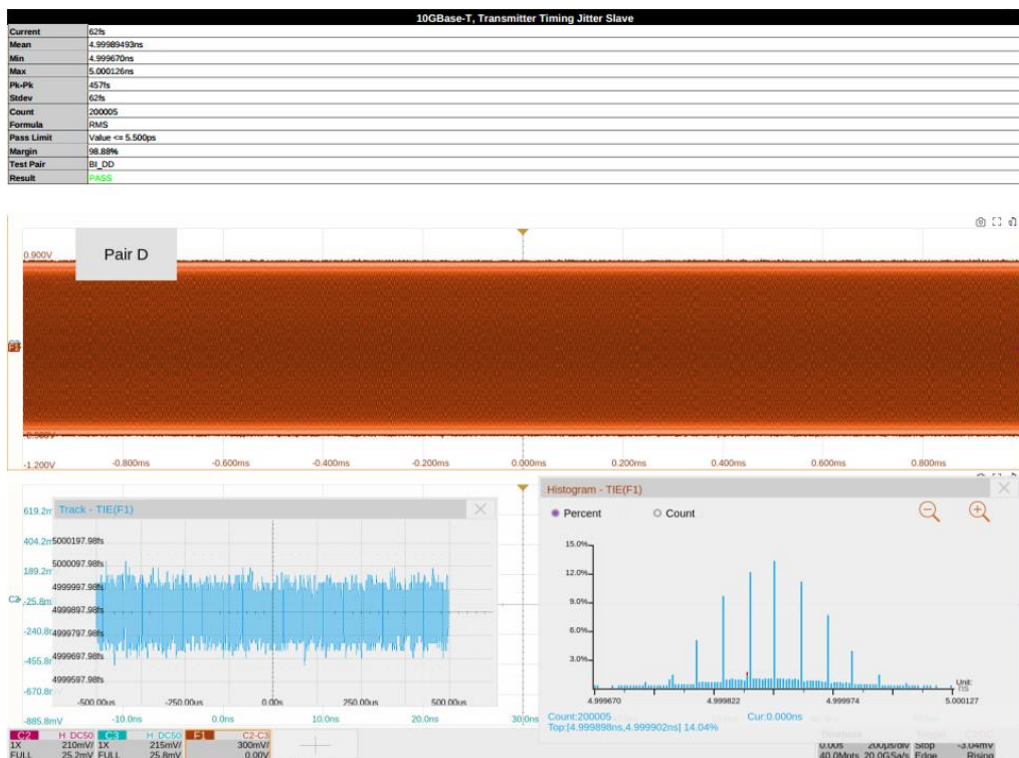 10GBase-T, Transmitter Timing Jitter Slave
Current 62fs
Mean 4.99989493ns
Min 4.999670ns
Max 5.000126ns
Pk-Pk 457fs
Stdev 62fs
Count 200005
Formula RMS
Pass Limit Value <= 5.500ps
Margin 98.88%
Test Pair BI_DD
Result PASS
Pair D
0.900V
-1.200V -0.800ms -0.600ms -0.400ms -0.200ms 0.000ms 0.200ms 0.400ms 0.600ms 0.800ms
Track - TIE(F1)
619.2m
404.2m
189.2m
C2 -25.8m
-240.8m
-455.8m
-670.8m
-885.8mV -10.0ns 0.0ns 10.0ns 20.0ns 30.0ns
5000197.98fs
5000097.98fs
4999997.98fs
4999897.98fs
4999797.98fs
4999697.98fs
4999597.98fs
-500.00us -250.00us 0.00us 250.00us 500.00us
Histogram - TIE(F1)
Percent Count
15.0%
12.0%
9.0%
6.0%
3.0%
Unit:
4.999670 4.999822 4.999974 5.000127
Count:200005 Cur:0.000ns
Top:[4.999898ns,4.999902ns] 14.04%
C2 H DC50 C3 H DC50 F1 C2-C3
1X 210mV/ 1X 215mV/ 300mV/
FULL 25.2mV FULL 25.8mV 0.00V
0.00s 200us/div Stop -3.04mV
40.0Mpts 20.0GSa/s Edge Rising